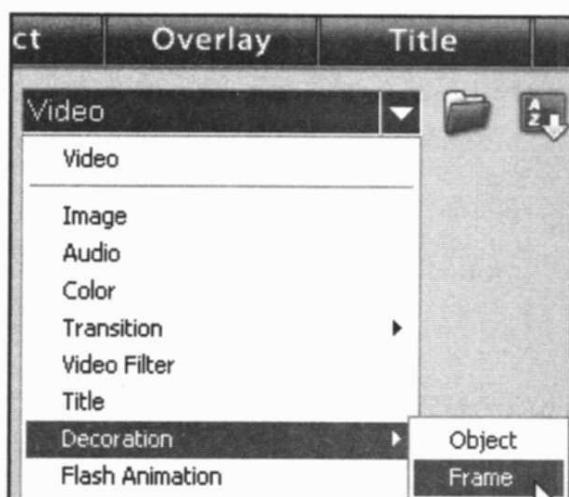 ct Overlay Title
Video
Video
Image
Audio
Color
Transition
Video Filter
Title
Decoration Object
Flash Animation Frame